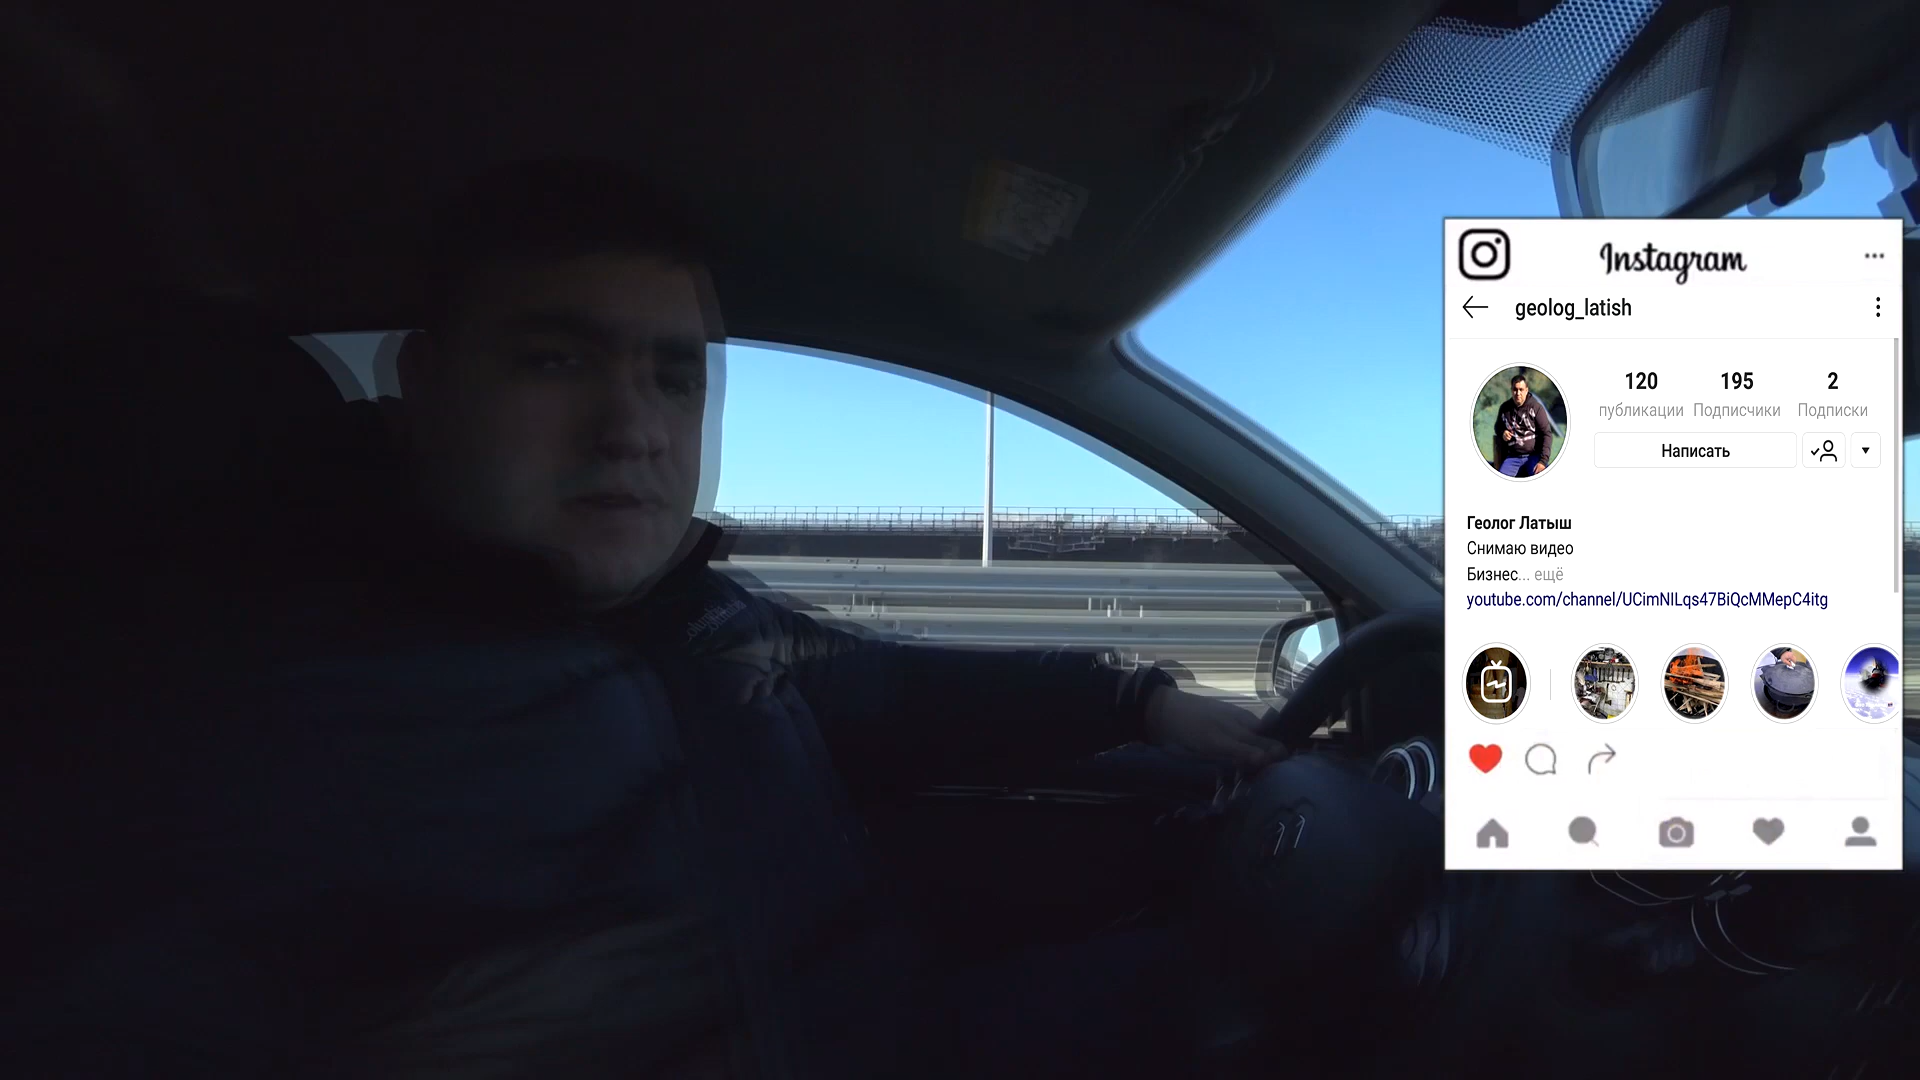 Instagram
geolog_latish
120 195 2
публикации Подписчики Подписки
Написать
Геолог Латыш
Снимаю видео
Бизнес... ещё
youtube.com/channel/UCimNILqs47BiQcMMepC4itg